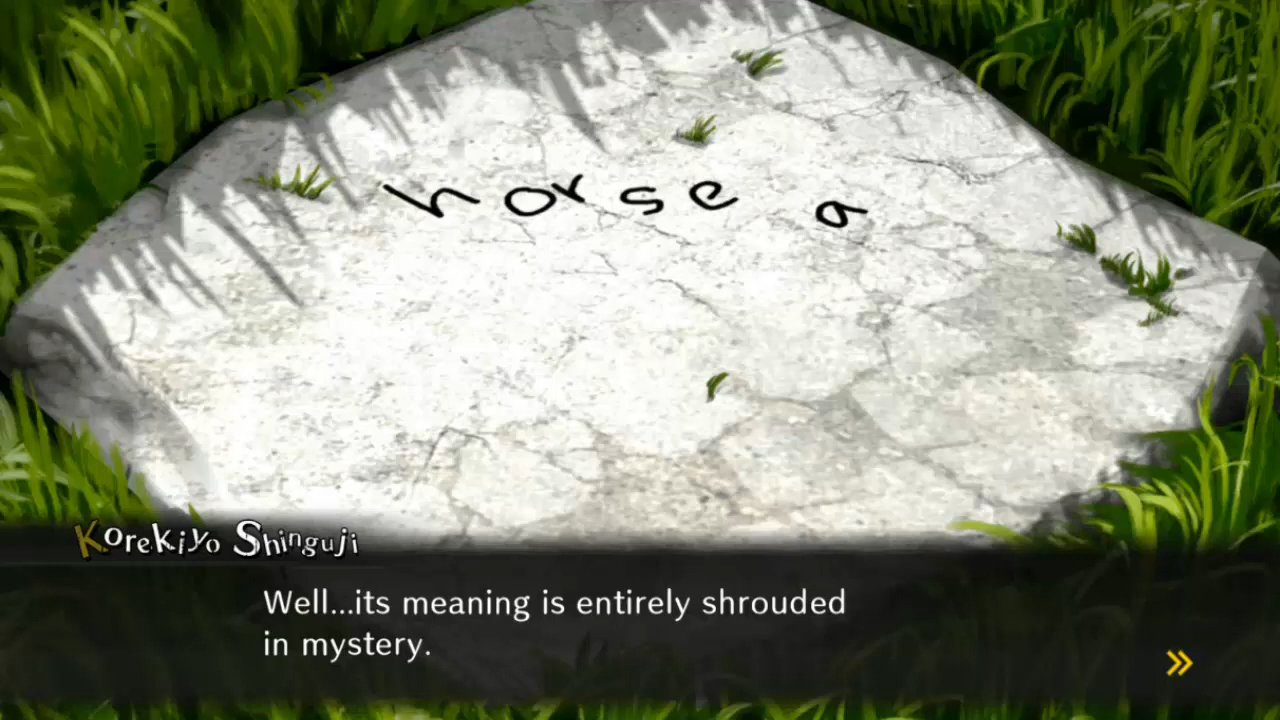 horse a
Korekiyo Shinguji
Well...its meaning is entirely shrouded
in mystery.